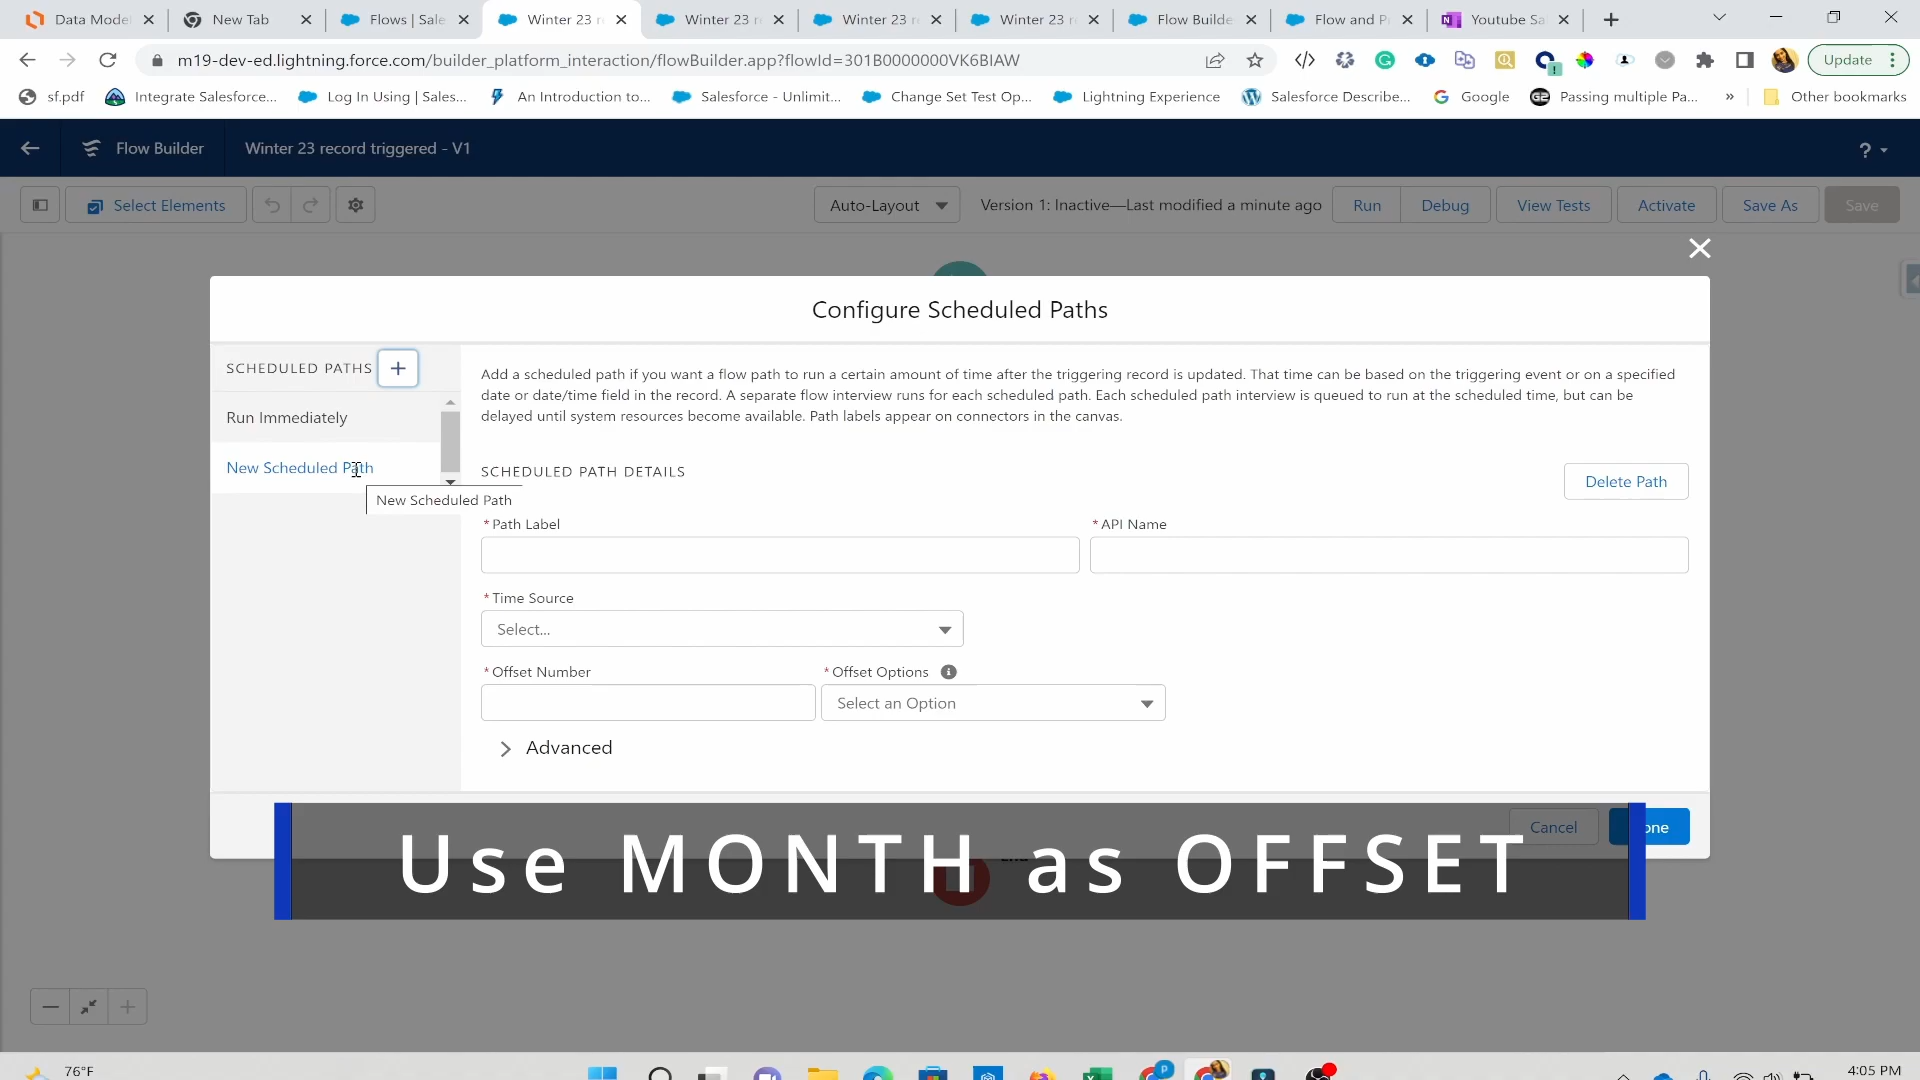 Data Mode
New Tab
Flows | Sale
Winter 23 r
Winter 23 r
Winter 23 r
Winter 23 r
Flow Builde
Flow and P
Youtube Sa
m19-dev-ed.lightning.force.com/builder_platform_interaction/flowBuilder.app?flowId=301B0000000VK6BIAW
Update
sf.pdf
Integrate Salesforce...
Log In Using | Sales...
An Introduction to...
Salesforce - Unlimit...
Change Set Test Op...
Lightning Experience
Salesforce Describe...
Google
Passing multiple Pa...
»
Other bookmarks
Flow Builder
Winter 23 record triggered - V1
?
Select Elements
Auto-Layout
Version 1: Inactive—Last modified a minute ago
Run
Debug
View Tests
Activate
Save As
Save
Configure Scheduled Paths
SCHEDULED PATHS
Run Immediately
New Scheduled Path
New Scheduled Path
Add a scheduled path if you want a flow path to run a certain amount of time after the triggering record is updated. That time can be based on the triggering event or on a specified
date or date/time field in the record. A separate flow interview runs for each scheduled path. Each scheduled path interview is queued to run at the scheduled time, but can be
delayed until system resources become available. Path labels appear on connectors in the canvas.
SCHEDULED PATH DETAILS
Delete Path
* Path Label
* API Name
* Time Source
Select...
* Offset Number
* Offset Options
Select an Option
Advanced
Cancel
one
Use MONTH as OFFSET
76°F
4:05 PM